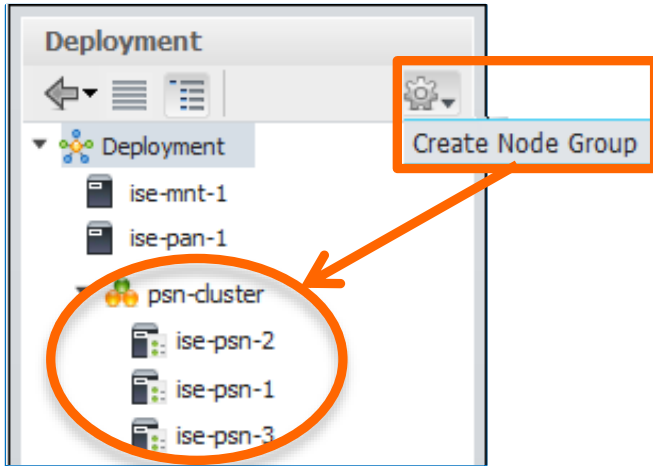 Deployment
Create Node Group
Deployment
ise-mnt-1
ise-pan-1
psn-cluster
ise-psn-2
ise-psn-1
ise-psn-3